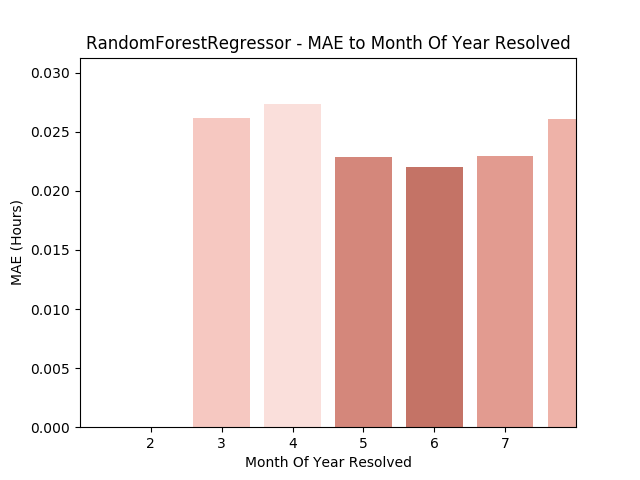 RandomForestRegressor - MAE to Month Of Year Resolved
0.030
0.025
0.020
0.015
0.010
0.005
0.000
MAE (Hours)
2 3 4 5 6 7
Month Of Year Resolved